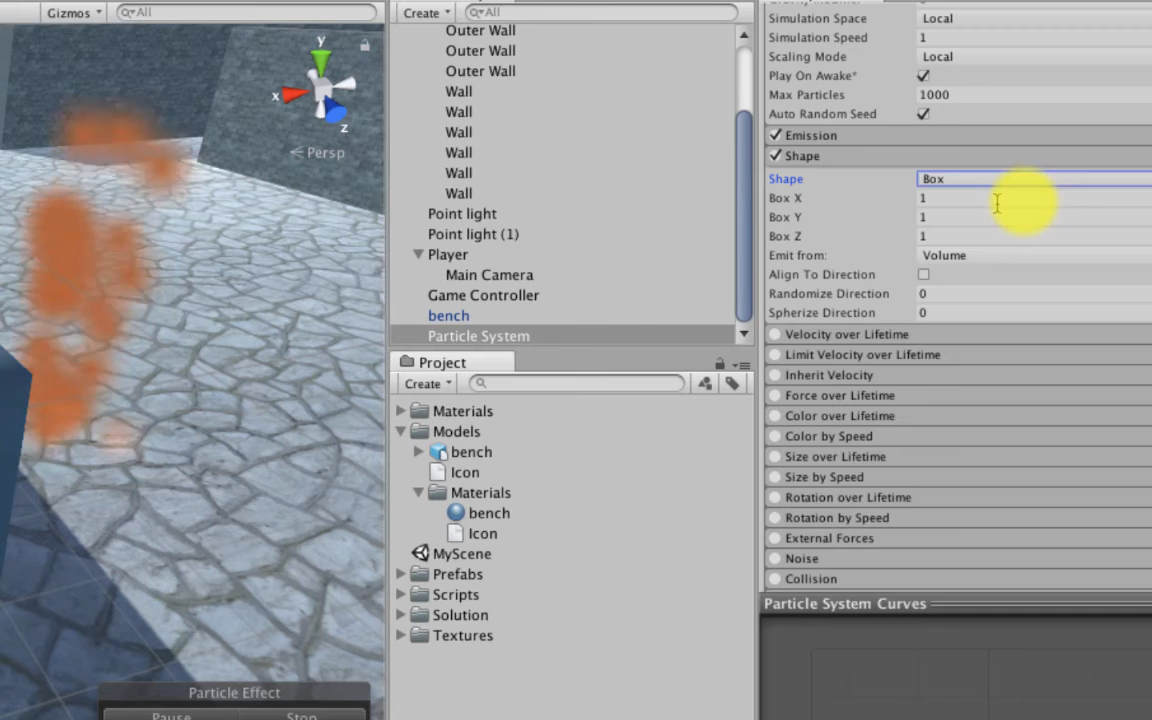 Gizmos All
y
x
z
Persp
Particle Effect
Pause Stop
Create All
Outer Wall
Outer Wall
Outer Wall
Wall
Wall
Wall
Wall
Wall
Wall
Point light
Point light (1)
Player
Main Camera
Game Controller
bench
Particle System
Project
Create
Materials
Models
bench
Icon
Materials
bench
Icon
MyScene
Prefabs
Scripts
Solution
Textures
Simulation Space Local
Simulation Speed 1
Scaling Mode Local
Play On Awake*
Max Particles 1000
Auto Random Seed
Emission
Shape
Shape Box
Box X 1
Box Y 1
Box Z 1
Emit from: Volume
Align To Direction
Randomize Direction 0
Spherize Direction 0
Velocity over Lifetime
Limit Velocity over Lifetime
Inherit Velocity
Force over Lifetime
Color over Lifetime
Color by Speed
Size over Lifetime
Size by Speed
Rotation over Lifetime
Rotation by Speed
External Forces
Noise
Collision
Particle System Curves